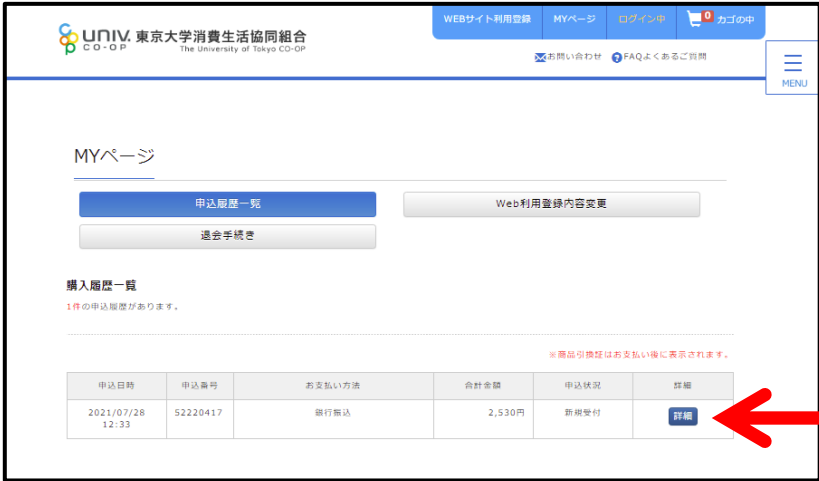 WEBサイト利用登録 MYページ ログイン中 0 カゴの中
UNIV. CO-OP 東京大学消費生活協同組合
The University of Tokyo CO-OP
お問い合わせ ?FAQよくあるご質問
MENU
MYページ
申込履歴一覧 Web利用登録内容変更
退会手続き
購入履歴一覧
1件の申込履歴があります。
※商品引換証はお支払い後に表示されます。
申込日時 申込番号 お支払い方法 合計金額 申込状況 詳細
2021/07/28 52220417 銀行振込 2,530円 新規受付 詳細
12:33